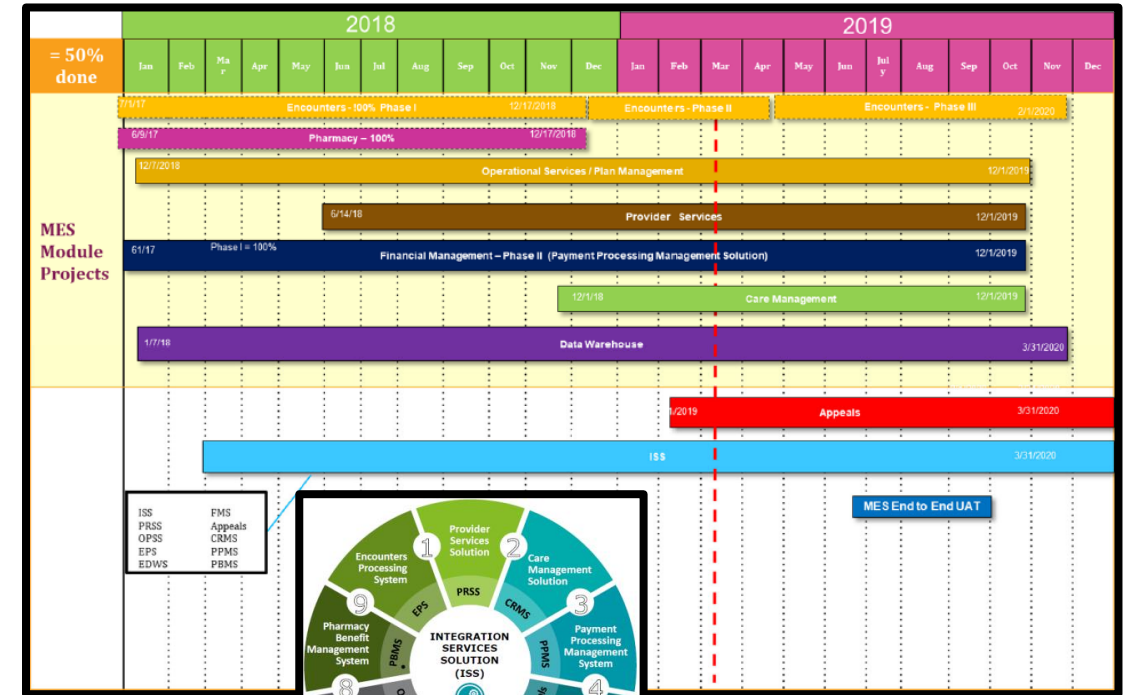 2018
2019
= 50%
done
Jan
Feb
Ma
r
Apr
May
Jun
Jul
Aug
Sep
Oct
Nov
Dec
Jan
Feb
Mar
Apr
May
Jun
Jul
y
Aug
Sep
Oct
Nov
Dec
MES
Module
Projects
7/1/17
Encounters-100% Phase I
12/17/2018
Encounters - Phase II
Encounters - Phase III
2/1/2020
6/9/17
Pharmacy – 100%
12/17/2018
12/7/2018
Operational Services / Plan Management
12/1/2019
6/14/18
Provider Services
12/1/2019
61/17
Phase I = 100%
Financial Management – Phase II (Payment Processing Management Solution)
12/1/2019
12/1/18
Care Management
12/1/2019
1/7/18
Data Warehouse
3/31/2020
1/2019
Appeals
3/31/2020
ISS
3/31/2020
MES End to End UAT
ISS FMS
PRSS Appeals
OPSS CRMS
EPS PPMS
EDWS PBMS
Provider
Services
Solution
1
2
Encounters
Processing
System
Care
Management
Solution
PRSS
EPS
CRMS
9
3
Pharmacy
Benefit
Management
System
Payment
Processing
Management
System
PBMS
PPMS
INTEGRATION
SERVICES
SOLUTION
(ISS)
8
4